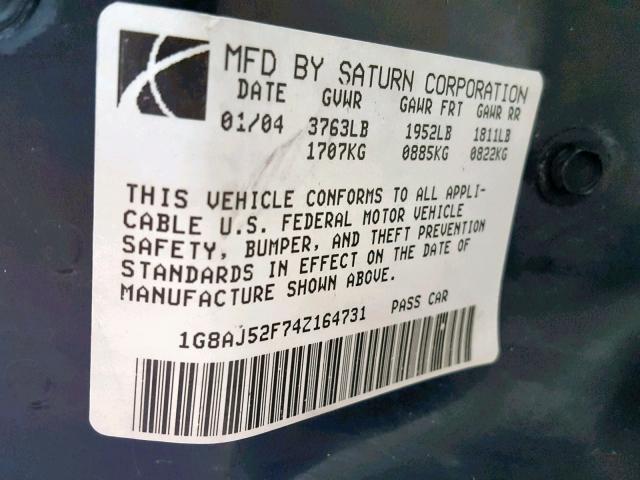 MFD BY SATURN CORPORATION
DATE GVWR GAWR FRT GAWR RR
01/04 3763LB 1952LB 1811LB
1707KG 0885KG 0822KG
THIS VEHICLE CONFORMS TO ALL APPLI-
CABLE U.S. FEDERAL MOTOR VEHICLE
SAFETY, BUMPER, AND THEFT PREVENTION
STANDARDS IN EFFECT ON THE DATE OF
MANUFACTURE SHOWN ABOVE.
1G8AJ52F74Z164731 PASS CAR